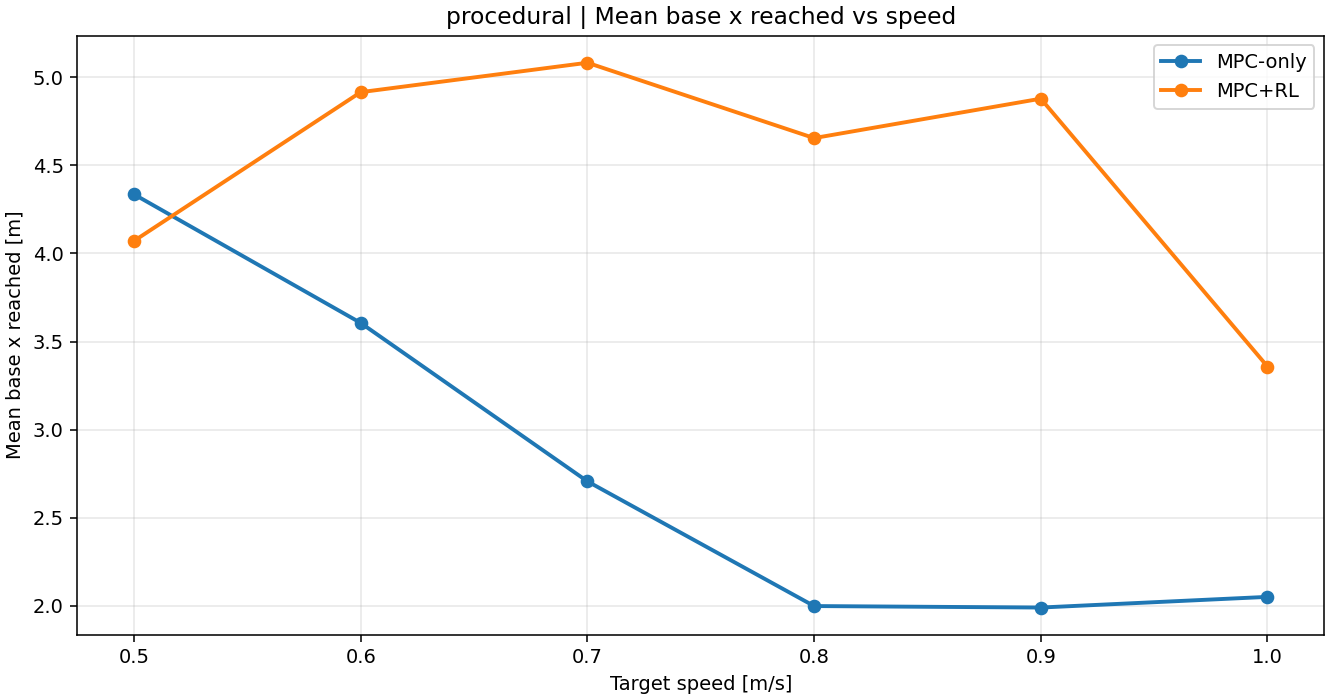 procedural | Mean base x reached vs speed
MPC-only
MPC+RL
Mean base x reached [m]
5.0
4.5
4.0
3.5
3.0
2.5
2.0
0.5 0.6 0.7 0.8 0.9 1.0
Target speed [m/s]